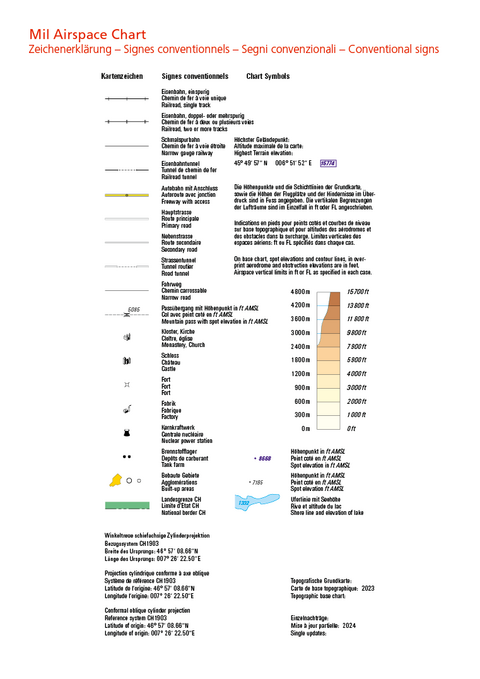 Mil Airspace Chart
Zeichenerklärung – Signes conventionnels – Segni convenzionali – Conventional signs
Kartenzeichen Signes conventionnels Chart Symbols
Eisenbahn, einspurig
Chemin de fer à voie unique
Railroad, single track
Eisenbahn, doppel- oder mehrspurig
Chemin de fer à deux ou plusieurs voies
Railroad, two or more tracks
Schmalspurbahn
Chemin de fer à voie étroite
Narrow gauge railway
Höchster Geländepunkt:
Altitude maximale de la carte:
Highest Terrain elevation:
Eisenbahntunnel
Tunnel de chemin de fer
Railroad tunnel
45° 49' 57'' N 006° 51' 52'' E 15774
Autobahn mit Anschluss
Autoroute avec jonction
Freeway with access
Die Höhenpunkte und die Schichtlinien der Grundkarte,
sowie die Höhen der Flugplätze und der Hindernisse im Über-
druck sind in Fuss angegeben. Die vertikalen Begrenzungen
der Lufträume sind im Einzelfall in ft oder FL angeschrieben.
Hauptstrasse
Route principale
Primary road
Nebenstrasse
Route secondaire
Secondary road
Indications en pieds pour points cotés et courbes de niveau
sur base topographique et pour altitudes des aérodromes et
des obstacles dans la surcharge. Limites verticales des
espaces aériens: ft ou FL spécifiés dans chaque cas.
Strassentunnel
Tunnel routier
Road tunnel
On base chart, spot elevations and contour lines, in over-
print aerodrome and obstruction elevations are in feet.
Airspace vertical limits in ft or FL as specified in each case.
Fahrweg
Chemin carrossable
Narrow road
6085
Passübergang mit Höhenpunkt in ft AMSL
Col avec point coté en ft AMSL
Mountain pass with spot elevation in ft AMSL
Kloster, Kirche
Cloître, église
Monastery, Church
Schloss
Château
Castle
Fort
Fort
Fort
Fabrik
Fabrique
Factory
Kernkraftwerk
Centrale nucléaire
Nuclear power station
4800 m 15700 ft
4200 m 13800 ft
3600 m 11800 ft
3000 m 9800 ft
2400 m 7900 ft
1800 m 5900 ft
1200 m 4000 ft
900 m 3000 ft
600 m 2000 ft
300 m 1000 ft
0 m 0 ft
Brennstofflager
Depôts de carburant
Tank farm
8668
Höhenpunkt in ft AMSL
Point coté en ft AMSL
Spot elevation in ft AMSL
Bebaute Gebiete
Agglomérations
Built-up areas
7185
Höhenpunkt in ft AMSL
Point coté en ft AMSL
Spot elevation in ft AMSL
Landesgrenze CH
Limite d'Etat CH
National border CH
1332
Uferlinie mit Seehöhe
Rive et altitude du lac
Shore line and elevation of lake
Winkeltreue schiefachsige Zylinderprojektion
Bezugssystem CH1903
Breite des Ursprungs: 46° 57' 08.66''N
Länge des Ursprungs: 007° 26' 22.50''E
Projection cylindrique conforme à axe oblique
Système de référence CH1903
Latitude de l'origine: 46° 57' 08.66''N
Longitude de l'origine: 007° 26' 22.50''E
Topografische Grundkarte:
Carte de base topographique: 2023
Topographic base chart:
Conformal oblique cylinder projection
Reference system CH1903
Latitude of origin: 46° 57' 08.66''N
Longitude of origin: 007° 26' 22.50''E
Einzelnachträge:
Mise à jour partielle: 2024
Single updates: